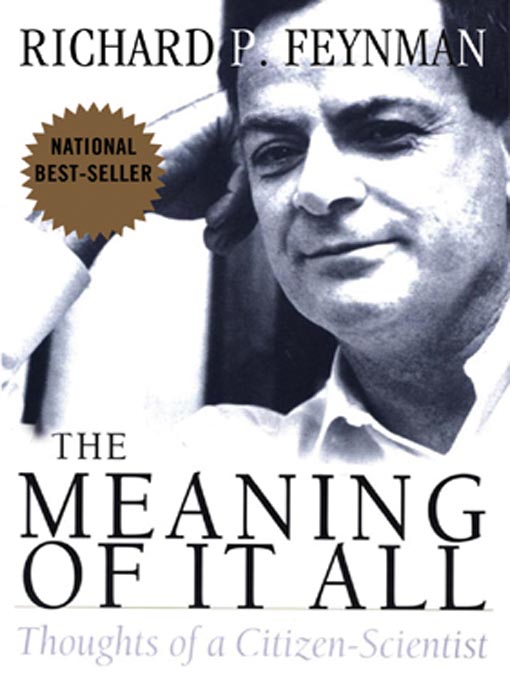 RICHARD P. FEYNMAN
NATIONAL
BEST-SELLER
THE
MEANING
OF IT ALL
Thoughts of a Citizen-Scientist